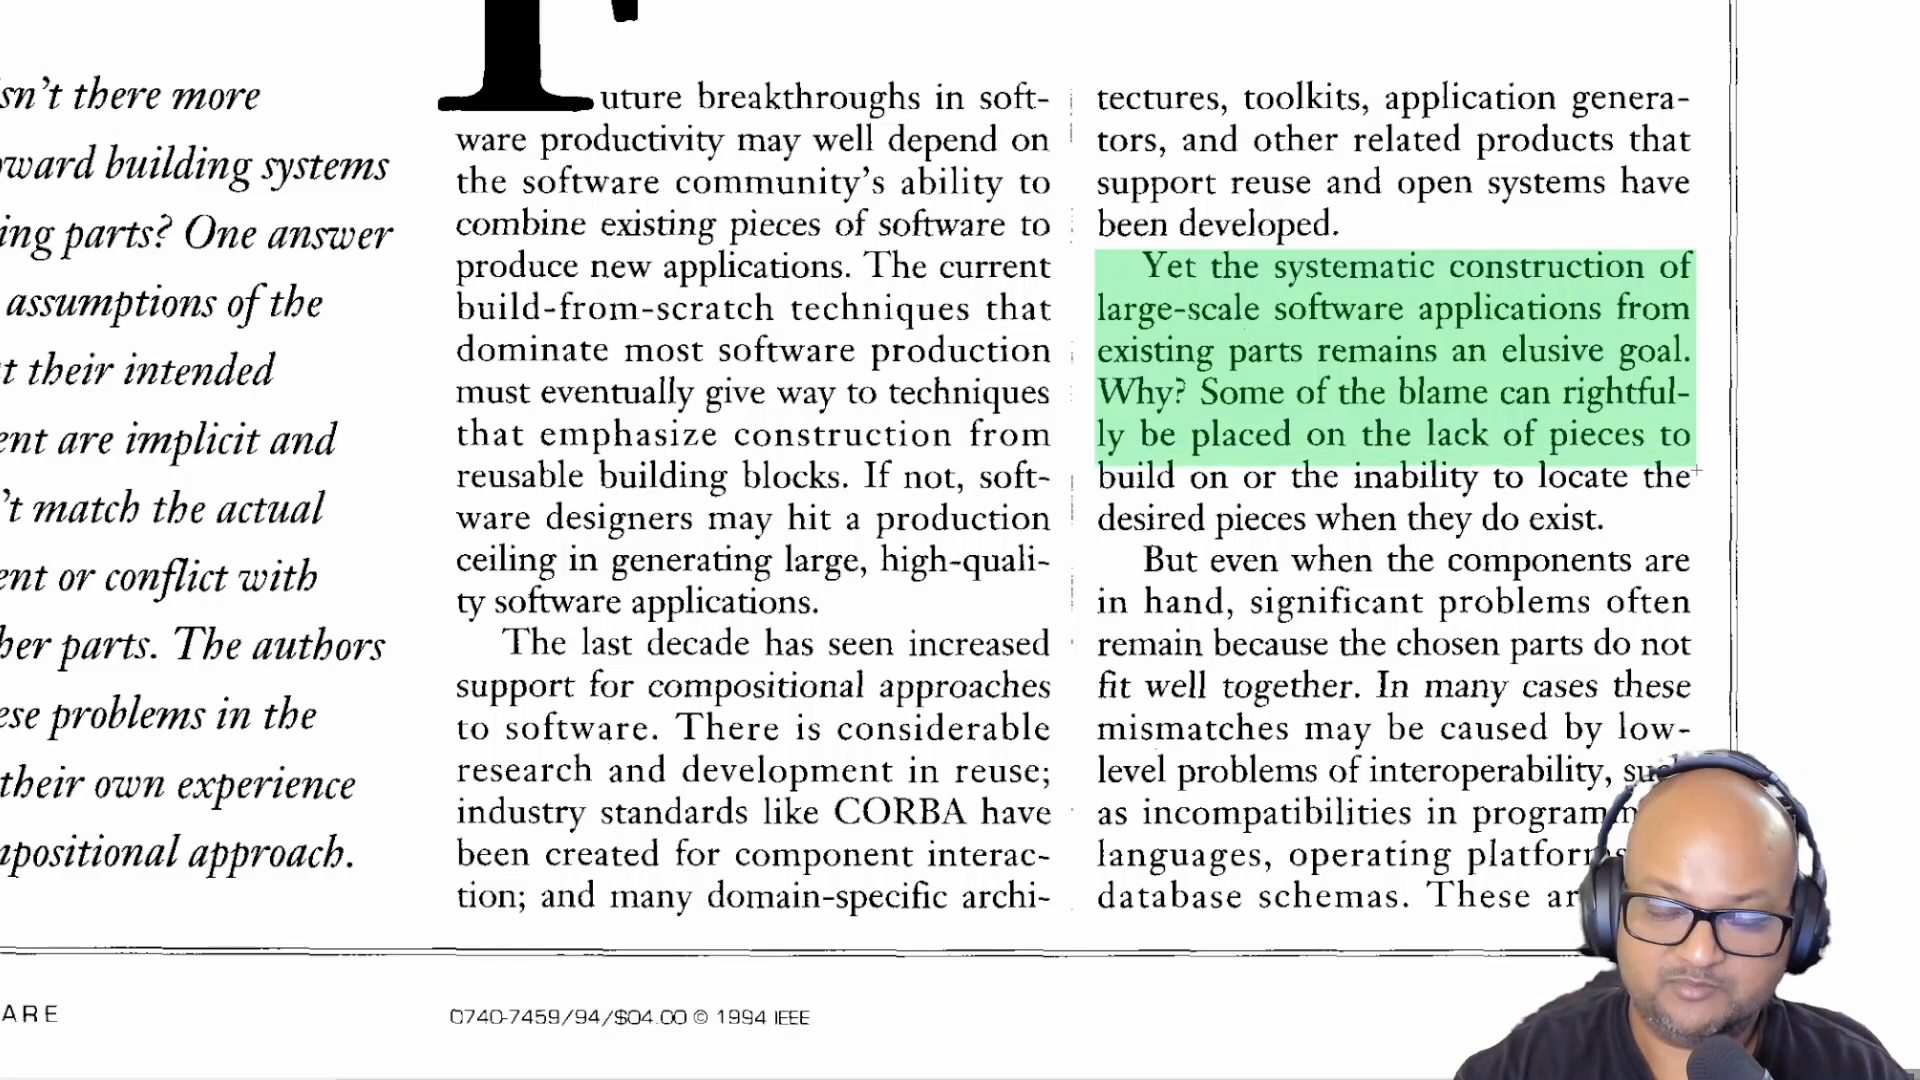 sn't there more
ward building systems
ing parts? One answer
assumptions of the
t their intended
ent are implicit and
't match the actual
ent or conflict with
her parts. The authors
ese problems in the
their own experience
positional approach.
Future breakthroughs in soft-
ware productivity may well depend on
the software community's ability to
combine existing pieces of software to
produce new applications. The current
build-from-scratch techniques that
dominate most software production
must eventually give way to techniques
that emphasize construction from
reusable building blocks. If not, soft-
ware designers may hit a production
ceiling in generating large, high-quali-
ty software applications.
The last decade has seen increased
support for compositional approaches
to software. There is considerable
research and development in reuse;
industry standards like CORBA have
been created for component interac-
tion; and many domain-specific archi-
tectures, toolkits, application genera-
tors, and other related products that
support reuse and open systems have
been developed.
Yet the systematic construction of
large-scale software applications from
existing parts remains an elusive goal.
Why? Some of the blame can rightful-
ly be placed on the lack of pieces to
build on or the inability to locate the
desired pieces when they do exist.
But even when the components are
in hand, significant problems often
remain because the chosen parts do not
fit well together. In many cases these
mismatches may be caused by low-
level problems of interoperability,
as incompatibilities in
languages, operating
database schemas. These
ARE
0740-7459/94/$04.00 © 1994 IEEE